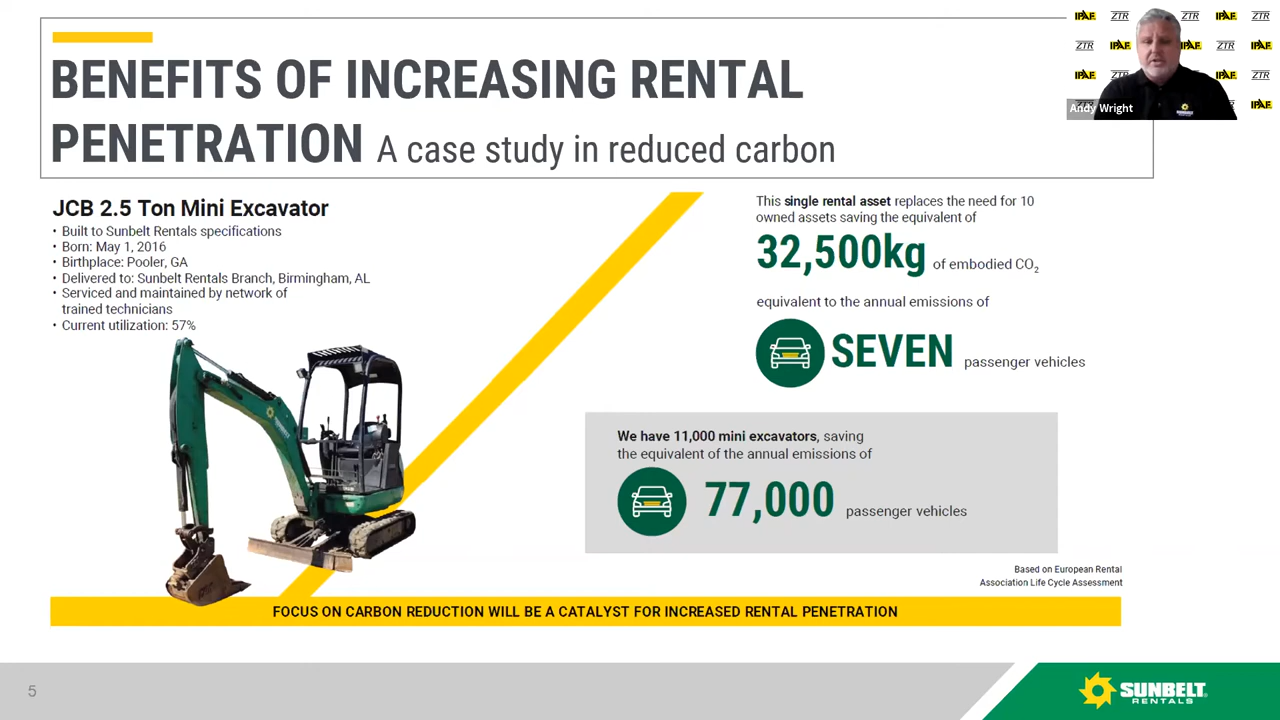 BENEFITS OF INCREASING RENTAL
PENETRATION A case study in reduced carbon
IPAF ZTR ZTR IPAF ZTR
ZTR IPAF IPAF ZTR IPAF
IPAF ZTR IPAF ZTR
IPAF
Andy Wright
SUNBELT
JCB 2.5 Ton Mini Excavator
• Built to Sunbelt Rentals specifications
• Born: May 1, 2016
• Birthplace: Pooler, GA
• Delivered to: Sunbelt Rentals Branch, Birmingham, AL
• Serviced and maintained by network of
trained technicians
• Current utilization: 57%
SUNBELT
This single rental asset replaces the need for 10
owned assets saving the equivalent of
32,500kg of embodied CO₂
equivalent to the annual emissions of
SEVEN passenger vehicles
We have 11,000 mini excavators, saving
the equivalent of the annual emissions of
77,000 passenger vehicles
Based on European Rental
Association Life Cycle Assessment
FOCUS ON CARBON REDUCTION WILL BE A CATALYST FOR INCREASED RENTAL PENETRATION
5
SUNBELT
RENTALS